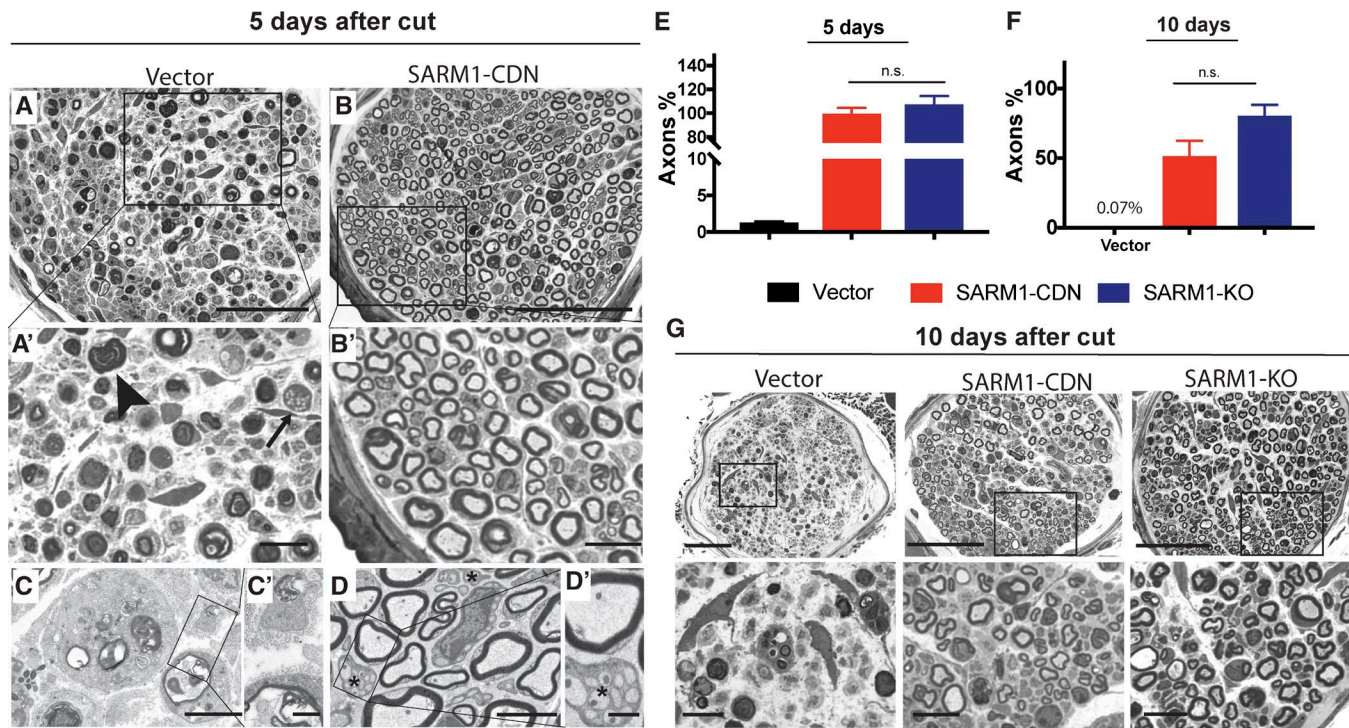 5 days after cut
Vector
SARM1-CDN
A
B
A'
B'
C
C'
D
D'
*
*
*
E
5 days
Axons %
140
120
100
80
10
5
0
n.s.
F
10 days
Axons %
100
50
0
n.s.
0.07%
Vector
Vector
SARM1-CDN
SARM1-KO
G
10 days after cut
Vector
SARM1-CDN
SARM1-KO